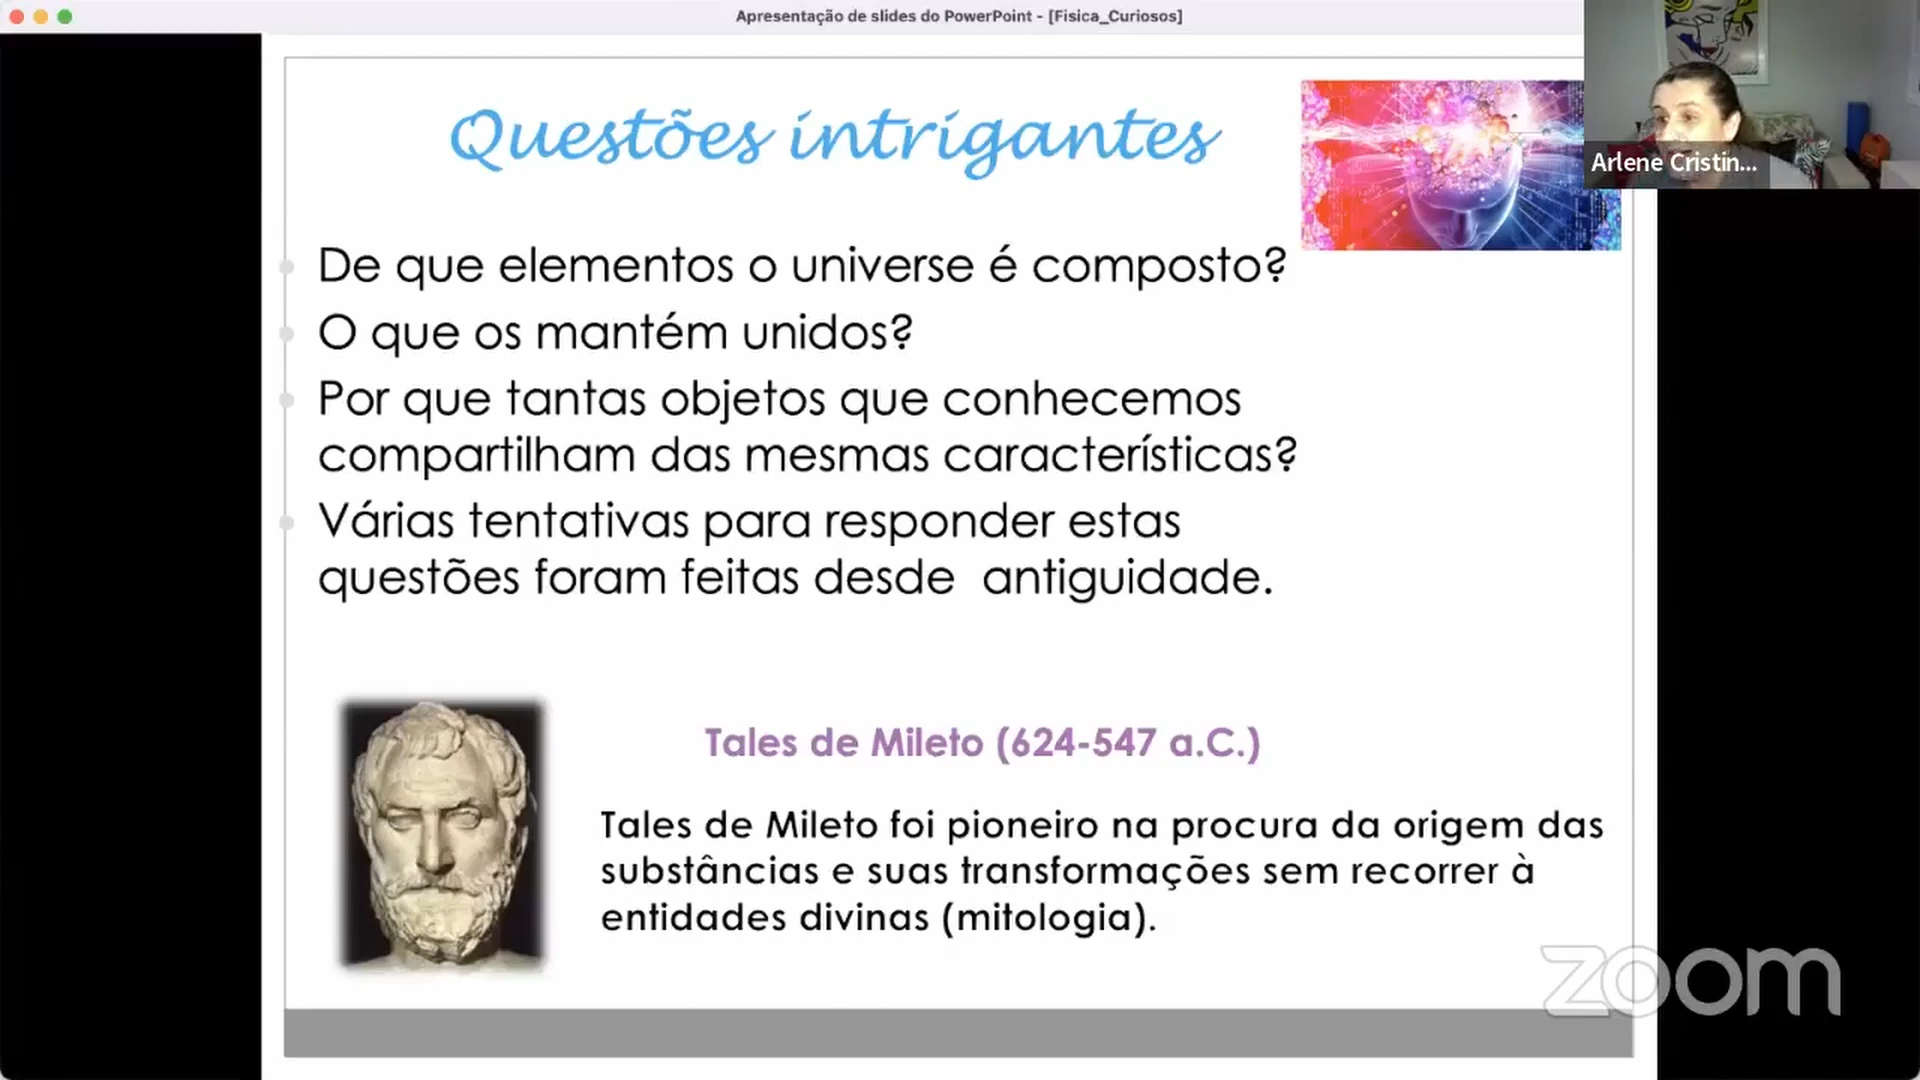 Apresentação de slides do PowerPoint - [Fisica_Curiosos]
Questões intrigantes
Arlene Cristin...
De que elementos o universe é composto?
O que os mantém unidos?
Por que tantas objetos que conhecemos
compartilham das mesmas características?
Várias tentativas para responder estas
questões foram feitas desde  antiguidade.
Tales de Mileto (624-547 a.C.)
Tales de Mileto foi pioneiro na procura da origem das
substâncias e suas transformações sem recorrer à
entidades divinas (mitologia).
zoom